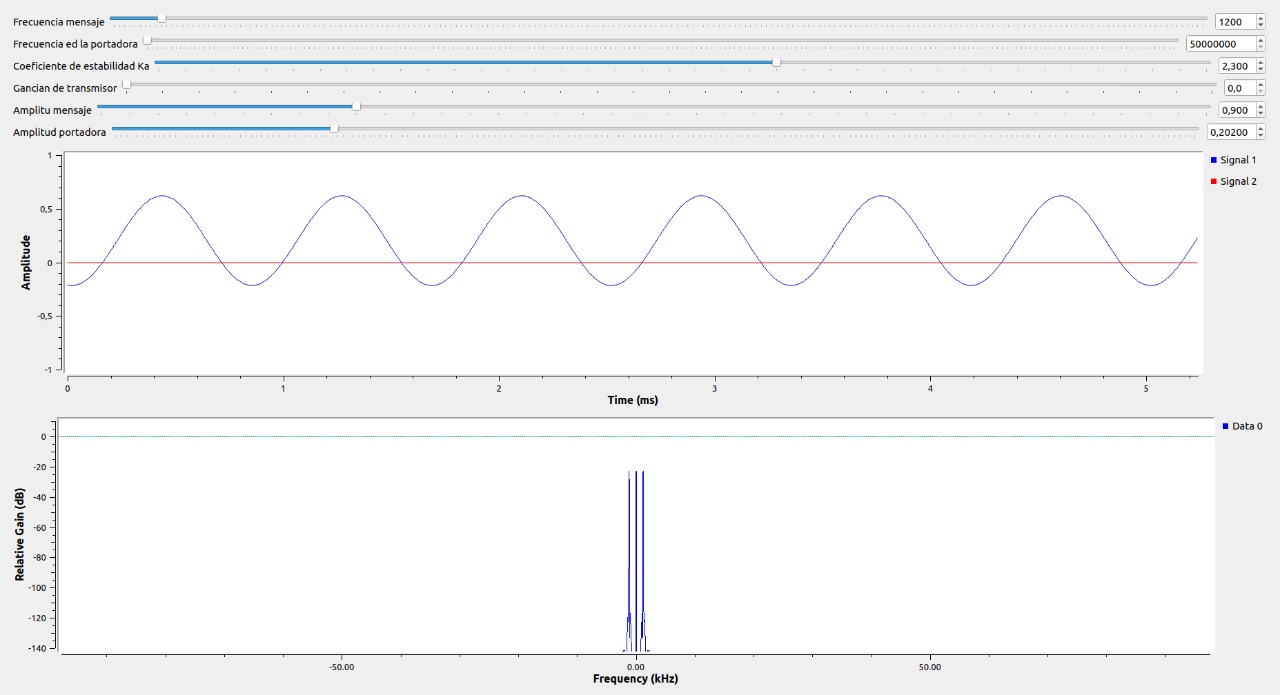 Frecuencia mensaje 1200
Frecuencia ed la portadora 50000000
Coeficiente de estabilidad Ka 2,300
Gancian de transmisor 0,0
Amplitu mensaje 0,900
Amplitud portadora 0,20200
Signal 1
Signal 2
1
0,5
0
-0,5
-1
Amplitude
0 1 2 3 4 5
Time (ms)
Data 0
0
-20
-40
-60
-80
-100
-120
-140
Relative Gain (dB)
-50.00 0.00 50.00
Frequency (kHz)